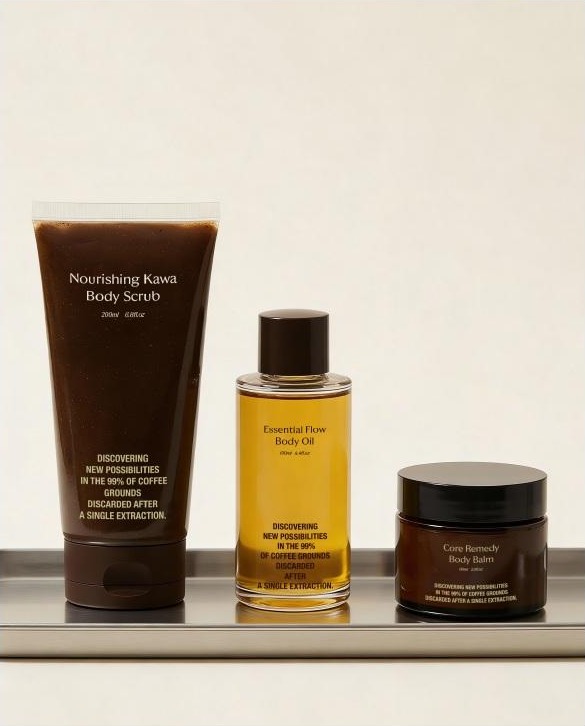 Nourishing Kawa
Body Scrub
200ml 6.8fl.oz
DISCOVERING
NEW POSSIBILITIES
IN THE 99% OF COFFEE
GROUNDS
DISCARDED AFTER
A SINGLE EXTRACTION.
Essential Flow
Body Oil
DISCOVERING
NEW POSSIBILITIES
IN THE 99%
OF COFFEE GROUNDS
DISCARDED
AFTER
A SINGLE EXTRACTION.
Core Remedy
Body Balm
DISCOVERING NEW POSSIBILITIES
IN THE 99% OF COFFEE GROUNDS
DISCARDED AFTER A SINGLE EXTRACTION.